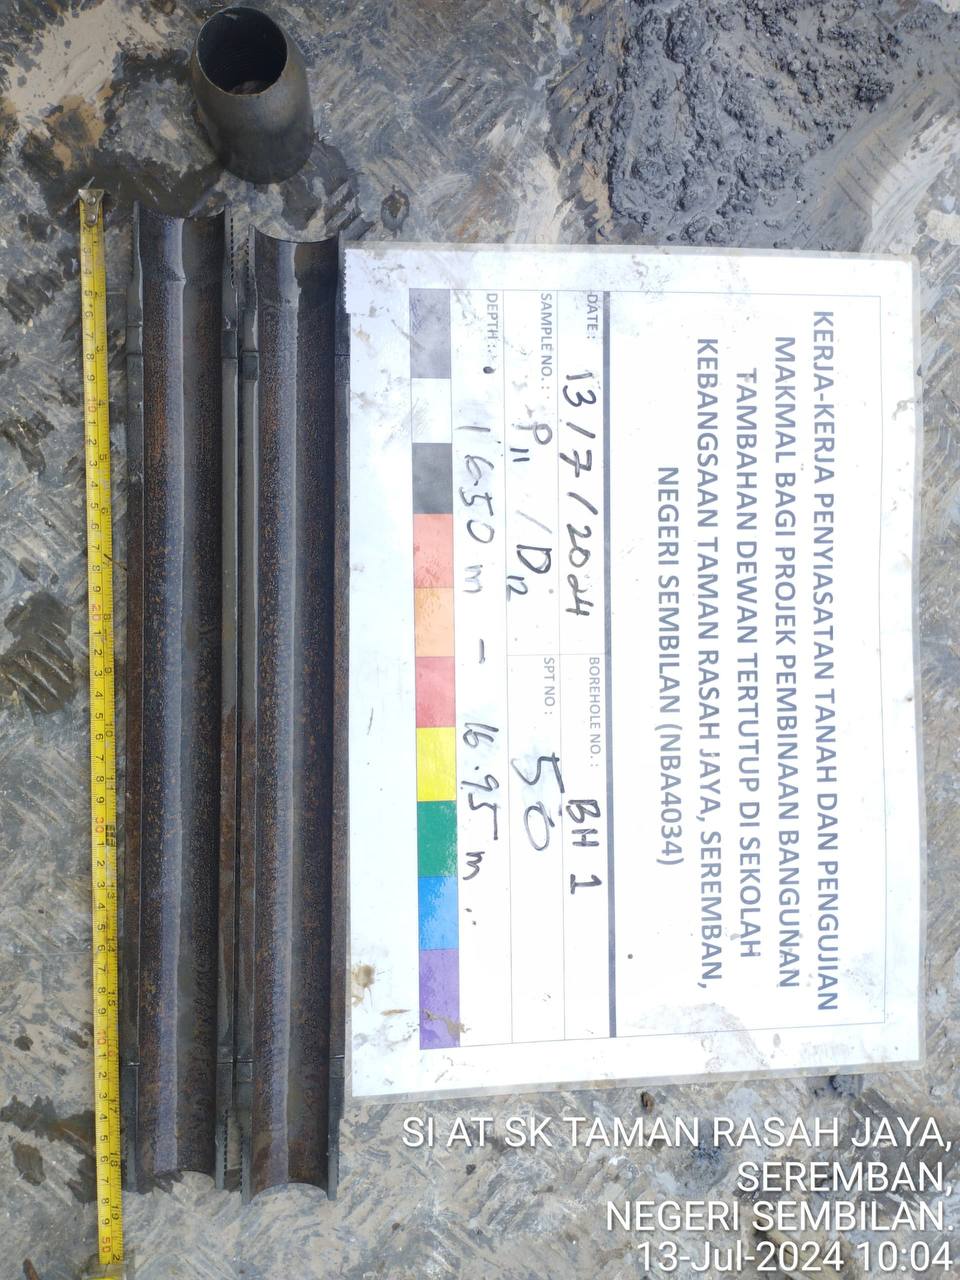 KERJA-KERJA PENYIASATAN TANAH DAN PENGUJIAN
MAKMAL BAGI PROJEK PEMBINAAN BANGUNAN
TAMBAHAN DEWAN TERTUTUP DI SEKOLAH
KEBANGSAAN TAMAN RASAH JAYA, SEREMBAN,
NEGERI SEMBILAN (NBA4034)
DATE: 13/7/2024 BOREHOLE NO.: BH 1
SAMPLE NO.: P11 /D12 SPT NO: 50
DEPTH: 16.50 m - 16.95 m
SI AT SK TAMAN RASAH JAYA,
SEREMBAN,
NEGERI SEMBILAN.
13-Jul-2024 10:04